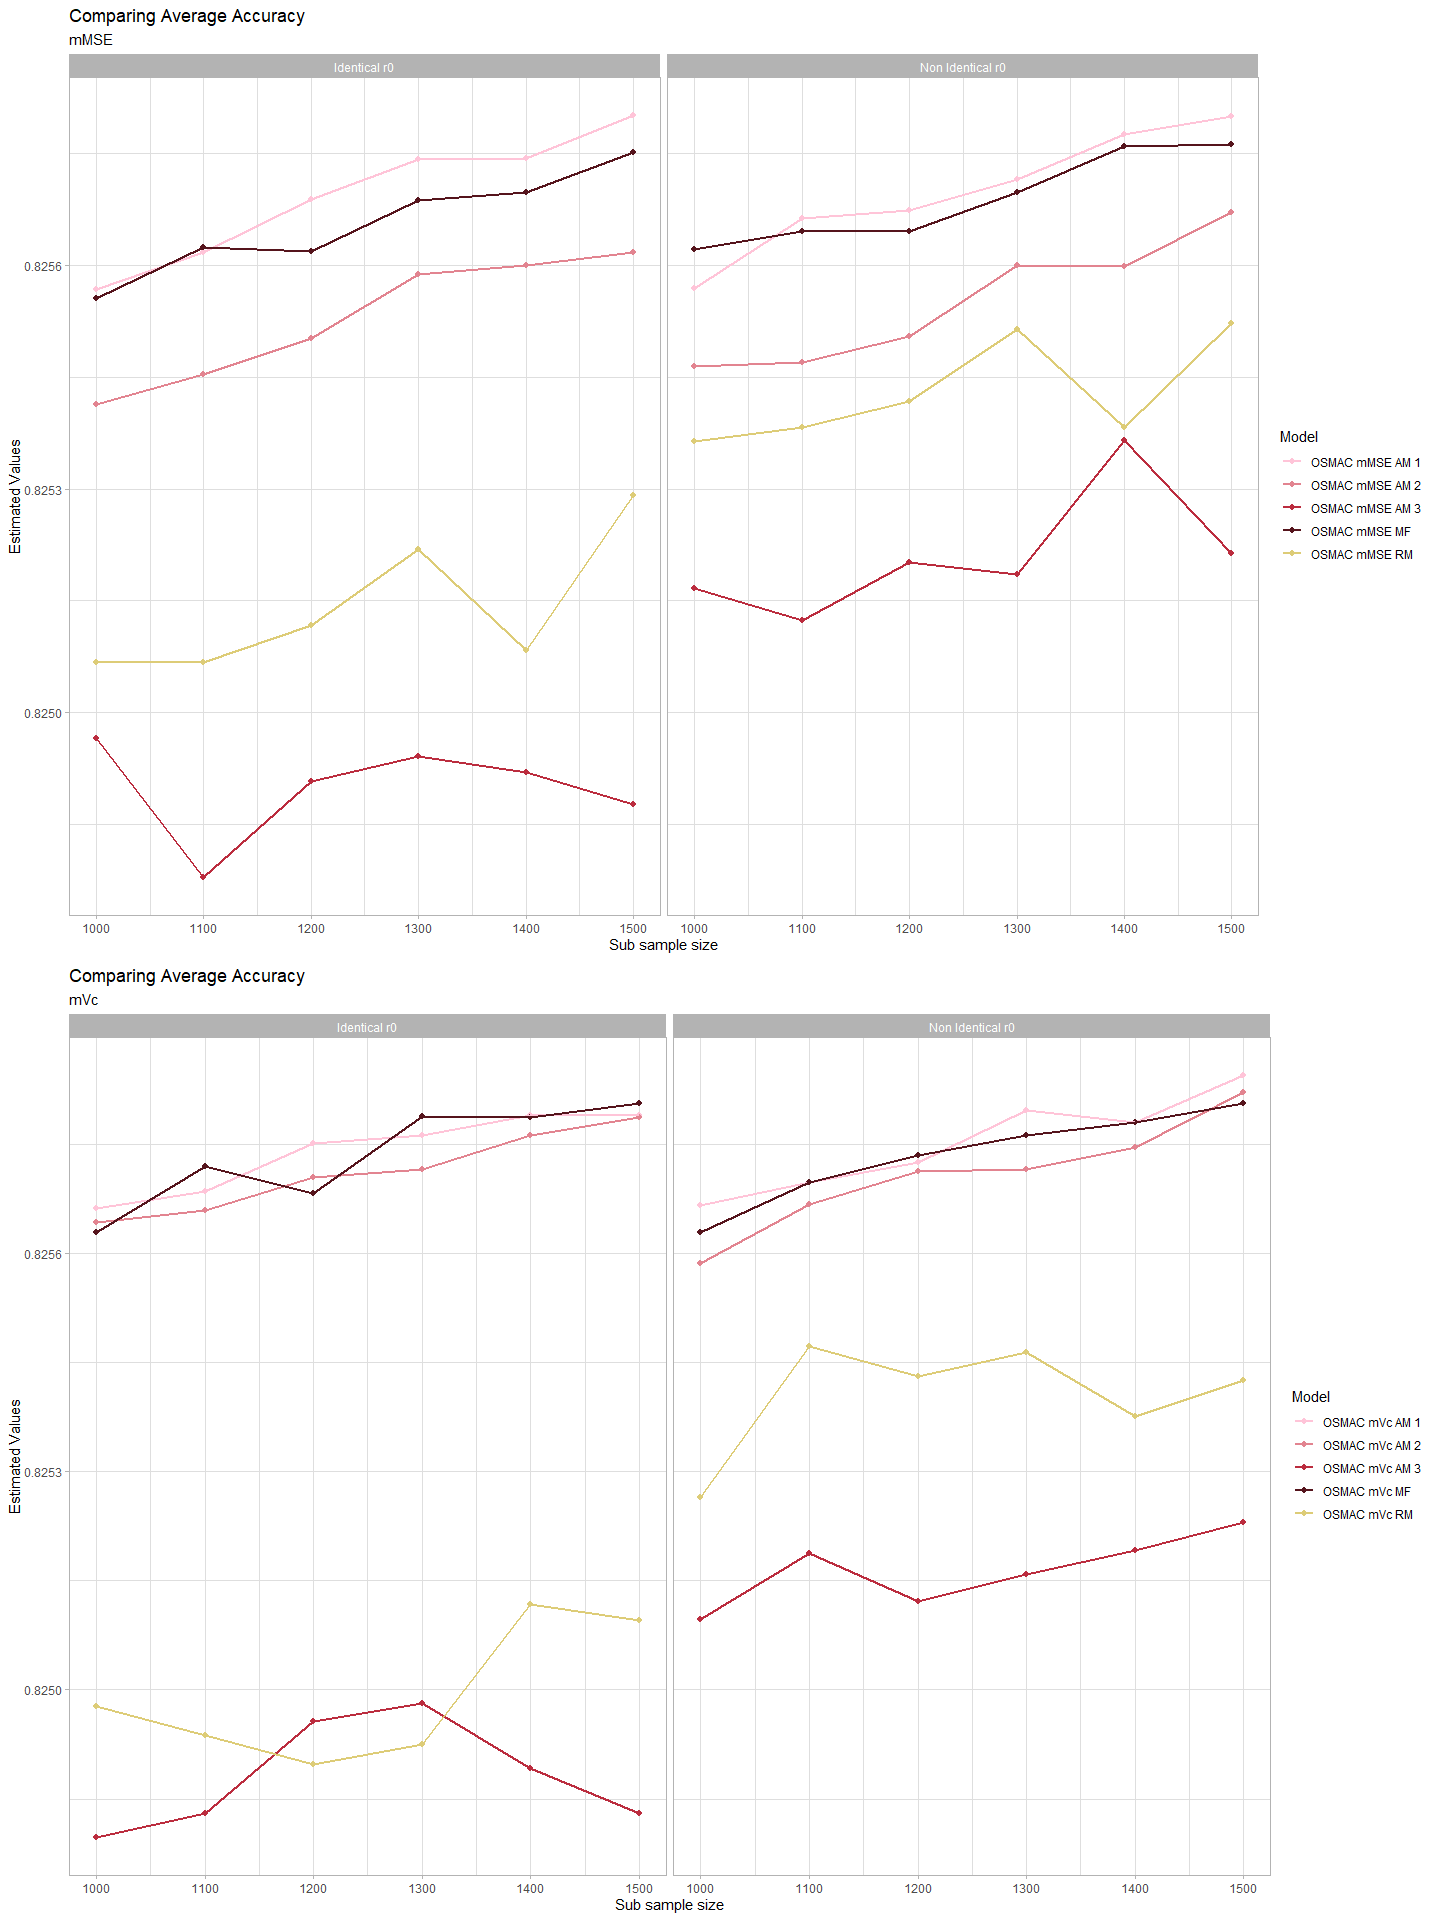 Comparing Average Accuracy
mMSE
Identical r0
Non Identical r0
0.8256
0.8253
0.8250
Estimated Values
1000 1100 1200 1300 1400 1500
1000 1100 1200 1300 1400 1500
Sub sample size
Model
OSMAC mMSE AM 1
OSMAC mMSE AM 2
OSMAC mMSE AM 3
OSMAC mMSE MF
OSMAC mMSE RM
Comparing Average Accuracy
mVc
Identical r0
Non Identical r0
0.8256
0.8253
0.8250
Estimated Values
1000 1100 1200 1300 1400 1500
1000 1100 1200 1300 1400 1500
Sub sample size
Model
OSMAC mVc AM 1
OSMAC mVc AM 2
OSMAC mVc AM 3
OSMAC mVc MF
OSMAC mVc RM